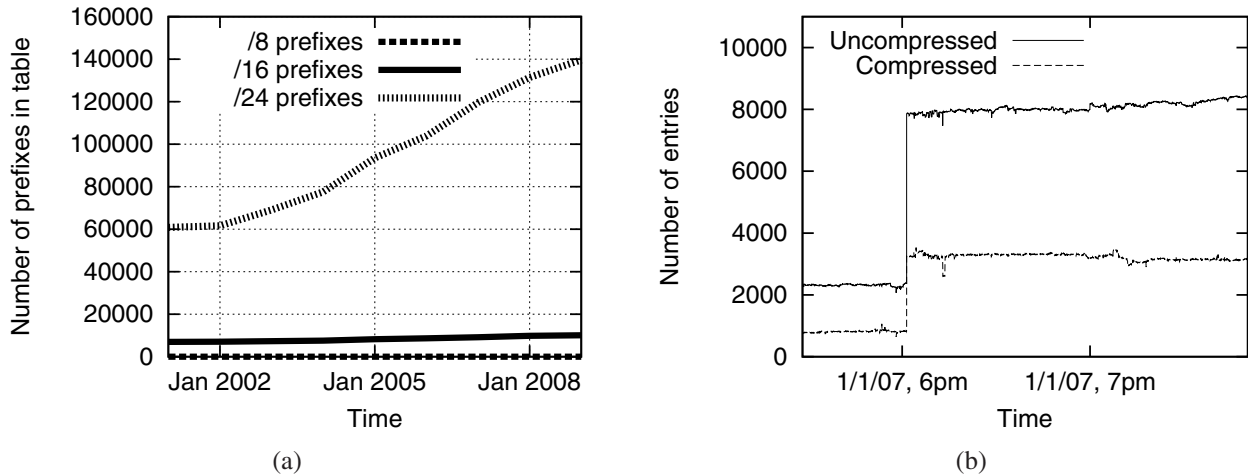 Number of prefixes in table
160000
140000
120000
100000
80000
60000
40000
20000
0
/8 prefixes
/16 prefixes
/24 prefixes
Jan 2002
Jan 2005
Jan 2008
Time
(a)
Number of entries
10000
8000
6000
4000
2000
0
Uncompressed
Compressed
1/1/07, 6pm
1/1/07, 7pm
Time
(b)